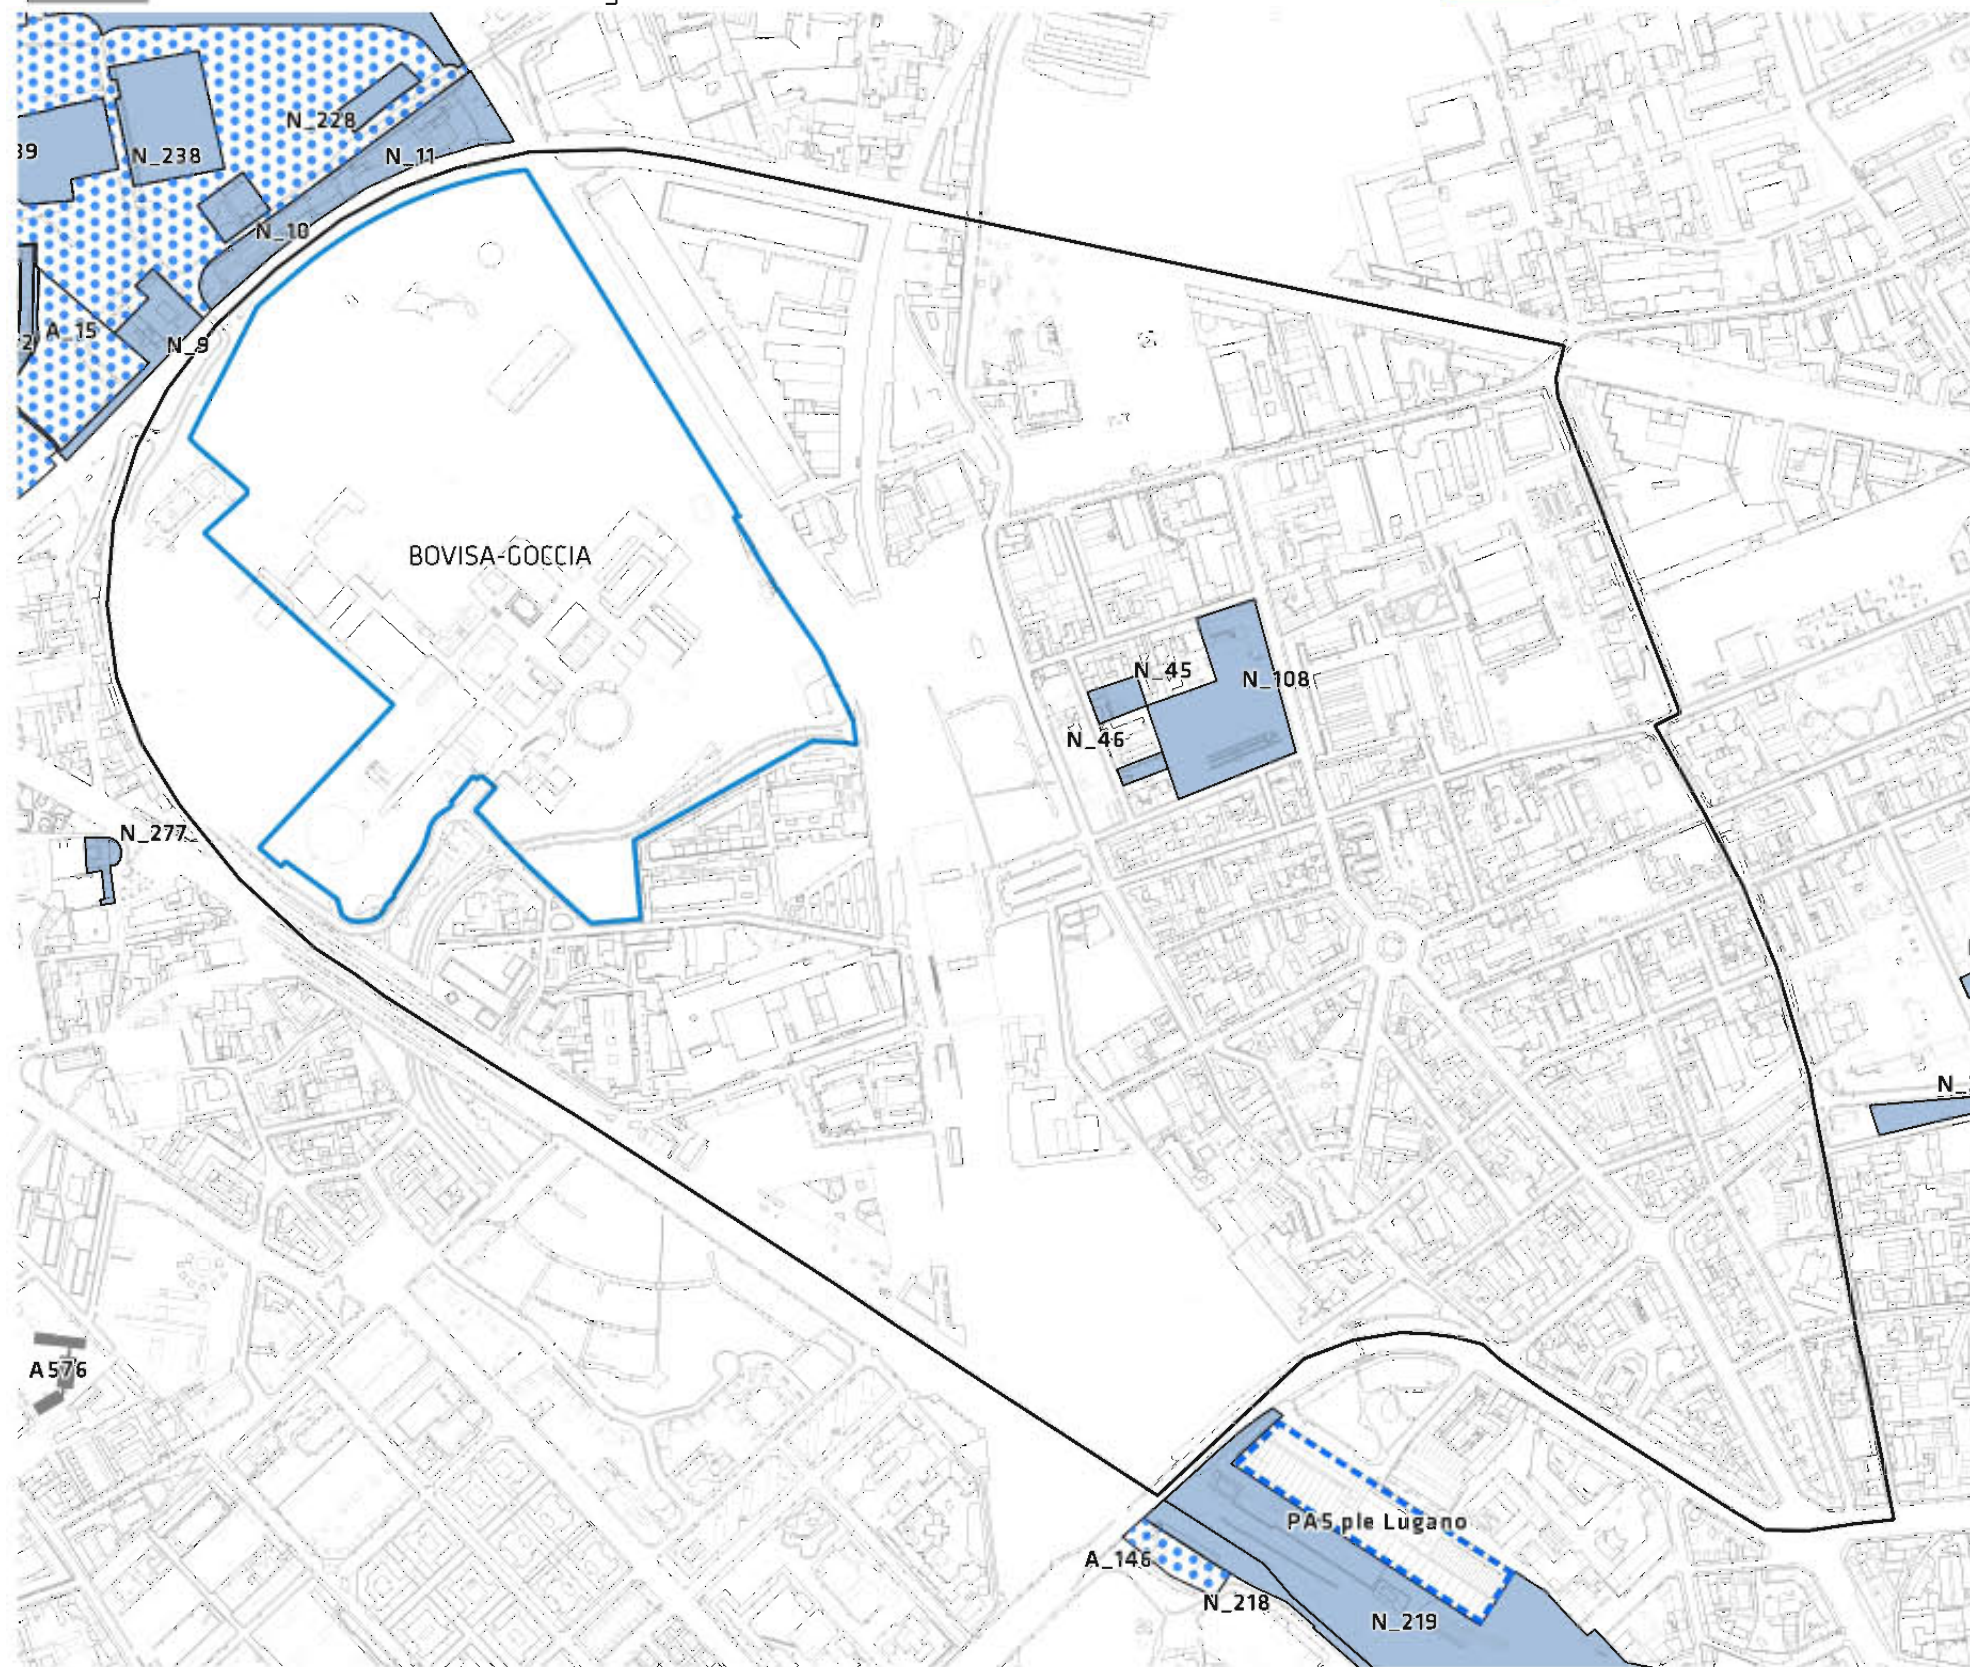 N_228
39
N_238
N_11
N_10
A_15
N_9
BOVISA-GOCCIA
N_45
N_108
N_46
N_277
N_
A576
PA5 ple Lugano
A_146
N_218
N_219